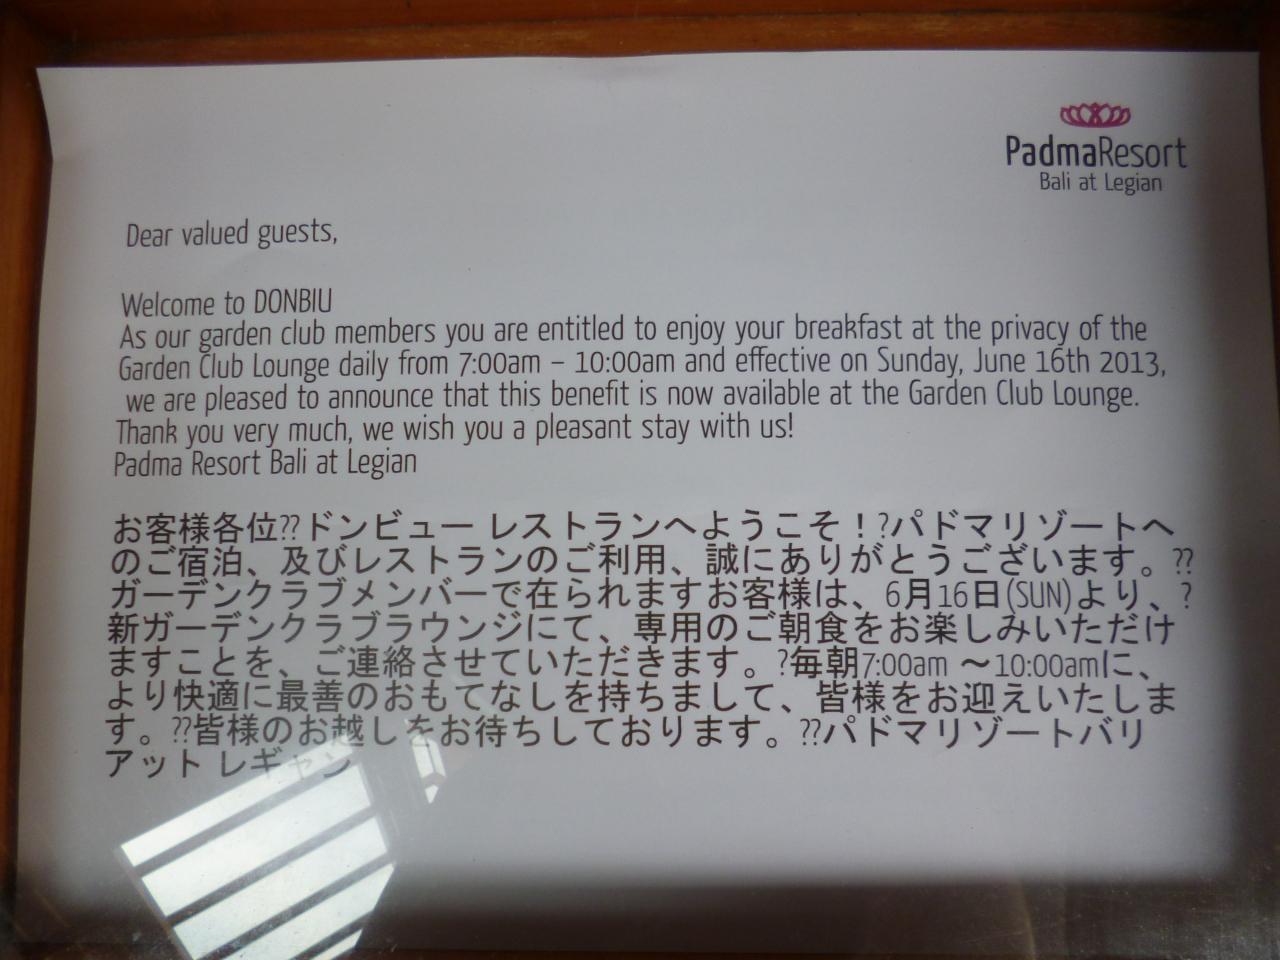 PadmaResort
Bali at Legian
Dear valued guests,
Welcome to DONBIU
As our garden club members you are entitled to enjoy your breakfast at the privacy of the
Garden Club Lounge daily from 7:00am – 10:00am and effective on Sunday, June 16th 2013,
we are pleased to announce that this benefit is now available at the Garden Club Lounge.
Thank you very much, we wish you a pleasant stay with us!
Padma Resort Bali at Legian
お客様各位??ドンビュー レストランへようこそ！?パドマリゾートへ
のご宿泊、及びレストランのご利用、誠にありがとうございます。??
ガーデンクラブメンバーで在られますお客様は、6月16日(SUN)より、?
新ガーデンクラブラウンジにて、専用のご朝食をお楽しみいただけ
ますことを、ご連絡させていただきます。?毎朝7:00am ～10:00amに、
より快適に最善のおもてなしを持ちまして、皆様をお迎えいたしま
す。??皆様のお越しをお待ちしております。??パドマリゾートバリ
アット レギャン